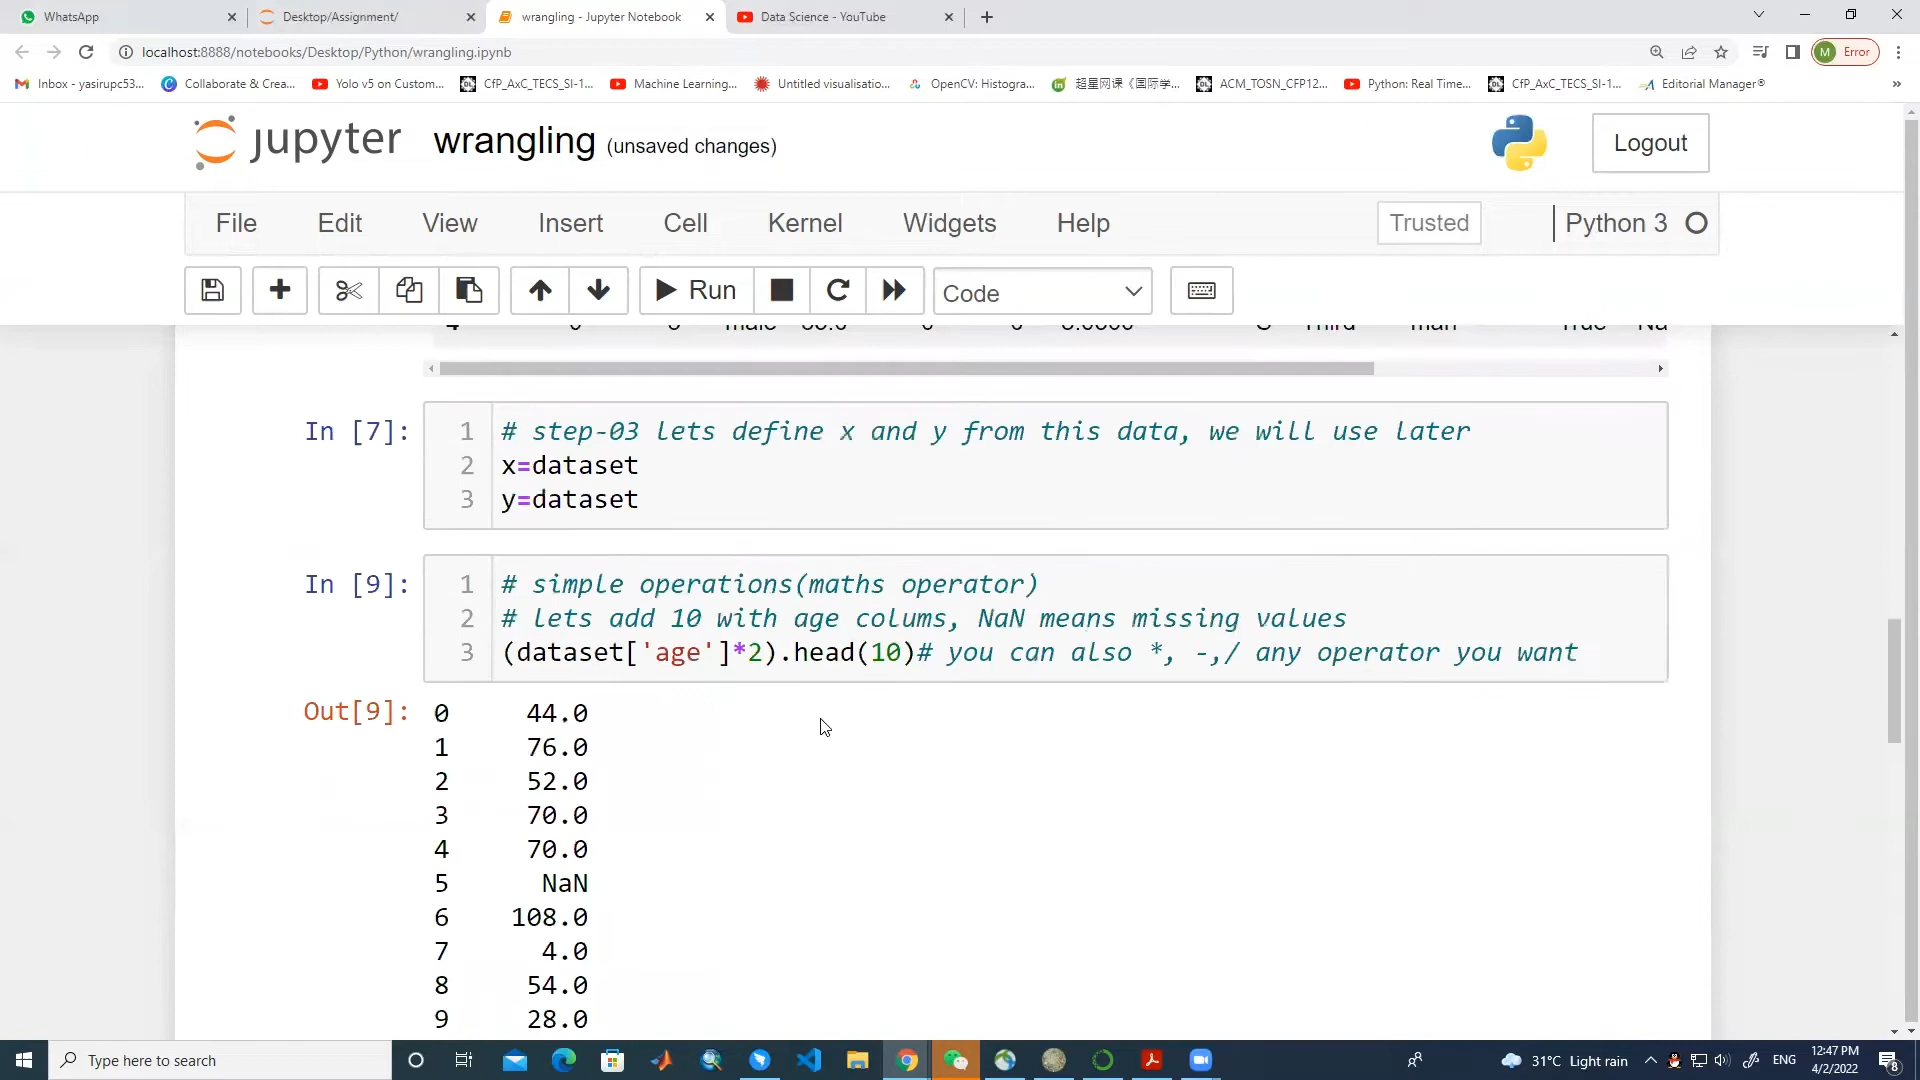 WhatsApp
Desktop/Assignment/
wrangling - Jupyter Notebook
Data Science - YouTube
localhost:8888/notebooks/Desktop/Python/wrangling.ipynb
M Error
Inbox - yasirupc53...
Collaborate & Crea...
Yolo v5 on Custom...
CfP_AxC_TECS_SI-1...
Machine Learning...
Untitled visualisatio...
OpenCV: Histogra...
超星网课《国际学...
ACM_TOSN_CFP12...
Python: Real Time...
CfP_AxC_TECS_SI-1...
Editorial Manager®
jupyter wrangling (unsaved changes)
Logout
File Edit View Insert Cell Kernel Widgets Help
Trusted
Python 3
Run
Code
In [7]:
1 # step-03 lets define x and y from this data, we will use later
2 x=dataset
3 y=dataset
In [9]:
1 # simple operations(maths operator)
2 # lets add 10 with age colums, NaN means missing values
3 (dataset['age']*2).head(10)# you can also *, -,/ any operator you want
Out[9]:
0 44.0
1 76.0
2 52.0
3 70.0
4 70.0
5 NaN
6 108.0
7 4.0
8 54.0
9 28.0
Type here to search
31°C Light rain
ENG
12:47 PM
4/2/2022
8